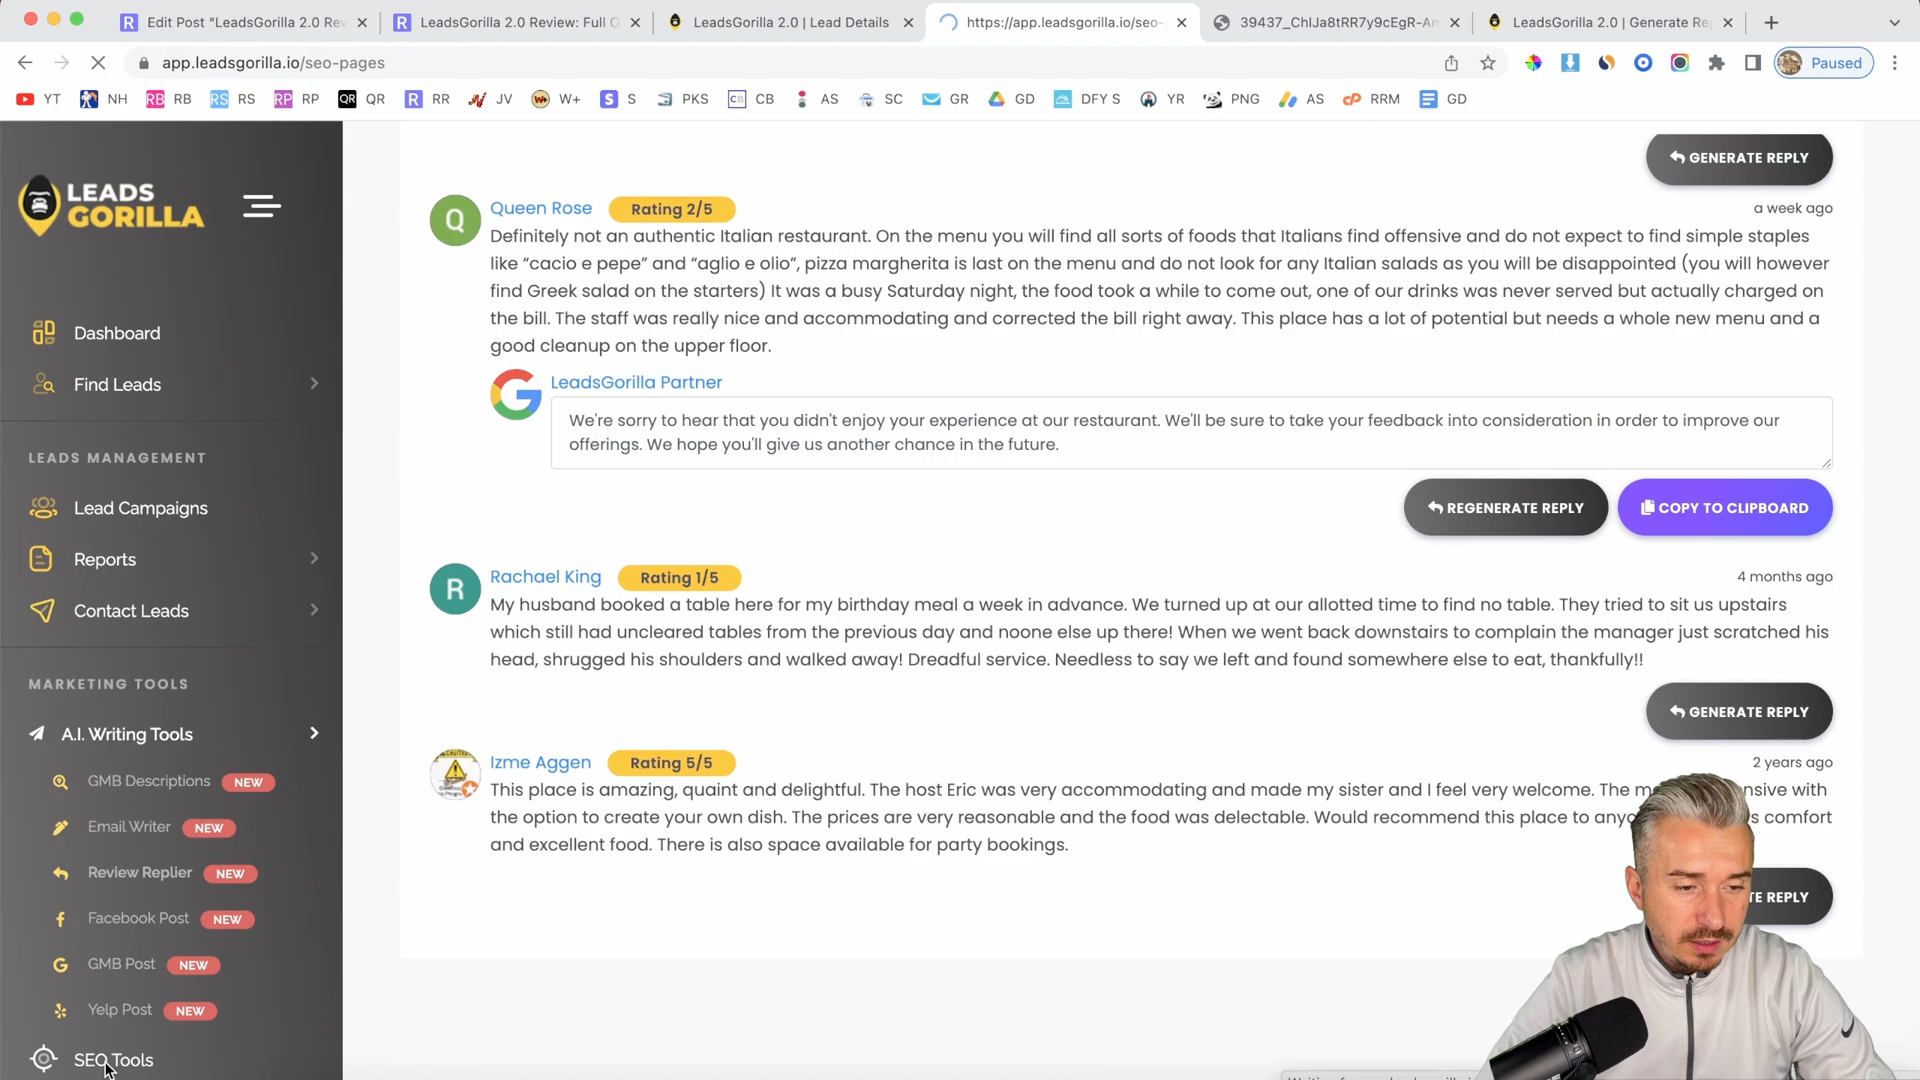 Edit Post “LeadsGorilla 2.0 Rev
LeadsGorilla 2.0 Review: Full O
LeadsGorilla 2.0 | Lead Details
https://app.leadsgorilla.io/seo-
39437_ChIJa8tRR7y9cEgR-Am
LeadsGorilla 2.0 | Generate Re
app.leadsgorilla.io/seo-pages
Paused
YT NH RB RS RP QR RR JV W+ S PKS CB AS SC GR GD DFY S YR PNG AS RRM GD
LEADS
GORILLA
Dashboard
Find Leads
LEADS MANAGEMENT
Lead Campaigns
Reports
Contact Leads
MARKETING TOOLS
A.I. Writing Tools
GMB Descriptions NEW
Email Writer NEW
Review Replier NEW
Facebook Post NEW
GMB Post NEW
Yelp Post NEW
SEO Tools
GENERATE REPLY
Q
Queen Rose Rating 2/5 a week ago
Definitely not an authentic Italian restaurant. On the menu you will find all sorts of foods that Italians find offensive and do not expect to find simple staples
like “cacio e pepe” and “aglio e olio”, pizza margherita is last on the menu and do not look for any Italian salads as you will be disappointed (you will however
find Greek salad on the starters) It was a busy Saturday night, the food took a while to come out, one of our drinks was never served but actually charged on
the bill. The staff was really nice and accommodating and corrected the bill right away. This place has a lot of potential but needs a whole new menu and a
good cleanup on the upper floor.
LeadsGorilla Partner
We're sorry to hear that you didn't enjoy your experience at our restaurant. We'll be sure to take your feedback into consideration in order to improve our
offerings. We hope you'll give us another chance in the future.
REGENERATE REPLY COPY TO CLIPBOARD
R
Rachael King Rating 1/5 4 months ago
My husband booked a table here for my birthday meal a week in advance. We turned up at our allotted time to find no table. They tried to sit us upstairs
which still had uncleared tables from the previous day and noone else up there! When we went back downstairs to complain the manager just scratched his
head, shrugged his shoulders and walked away! Dreadful service. Needless to say we left and found somewhere else to eat, thankfully!!
GENERATE REPLY
Izme Aggen Rating 5/5 2 years ago
This place is amazing, quaint and delightful. The host Eric was very accommodating and made my sister and I feel very welcome. The with
the option to create your own dish. The prices are very reasonable and the food was delectable. Would recommend this place to comfort
and excellent food. There is also space available for party bookings.
REPLY